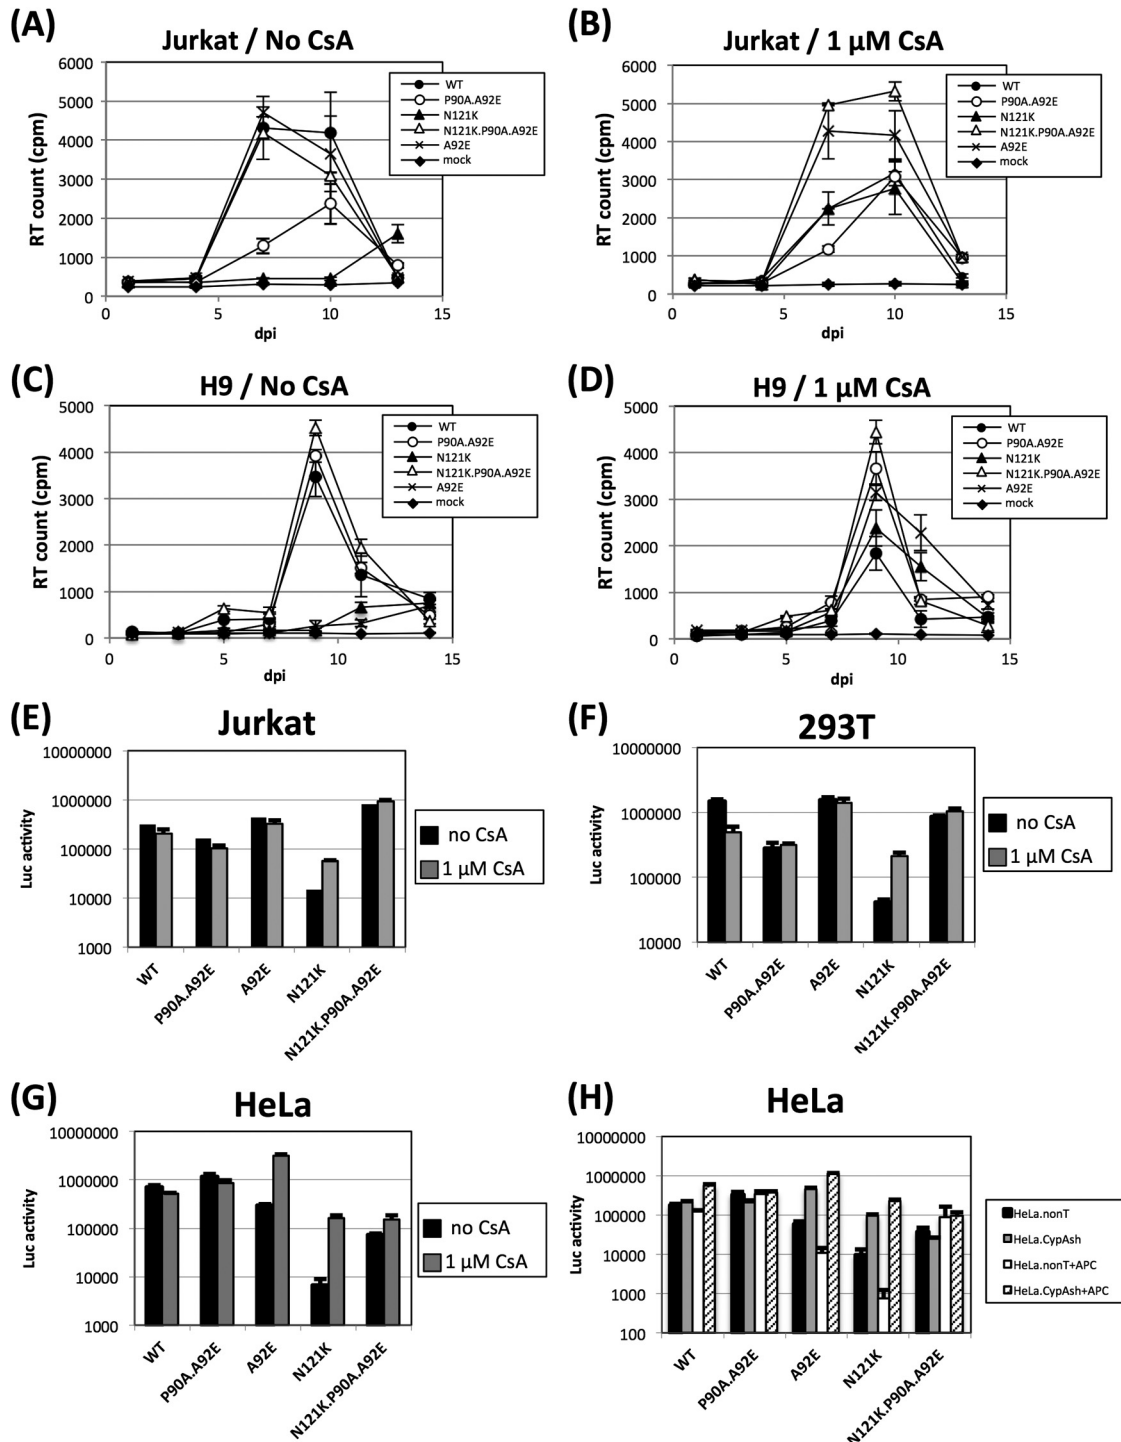 (A)
Jurkat / No CsA
6000
5000
4000
3000
2000
1000
0
RT count (cpm)
0
5
10
15
dpi
WT
P90A.A92E
N121K
N121K.P90A.A92E
A92E
mock
(B)
Jurkat / 1 µM CsA
6000
5000
4000
3000
2000
1000
0
RT count (cpm)
0
5
10
15
dpi
WT
P90A.A92E
N121K
N121K.P90A.A92E
A92E
mock
(C)
H9 / No CsA
5000
4000
3000
2000
1000
0
RT count (cpm)
0
5
10
15
dpi
WT
P90A.A92E
N121K
N121K.P90A.A92E
A92E
mock
(D)
H9 / 1 µM CsA
5000
4000
3000
2000
1000
0
RT count (cpm)
0
5
10
15
dpi
WT
P90A.A92E
N121K
N121K.P90A.A92E
A92E
mock
(E)
Jurkat
10000000
1000000
100000
10000
1000
Luc activity
WT
P90A.A92E
A92E
N121K
N121K.P90A.A92E
no CsA
1 µM CsA
(F)
293T
10000000
1000000
100000
10000
Luc activity
WT
P90A.A92E
A92E
N121K
N121K.P90A.A92E
no CsA
1 µM CsA
(G)
HeLa
10000000
1000000
100000
10000
1000
Luc activity
WT
P90A.A92E
A92E
N121K
N121K.P90A.A92E
no CsA
1 µM CsA
(H)
HeLa
10000000
1000000
100000
10000
1000
100
Luc activity
WT
P90A.A92E
A92E
N121K
N121K.P90A.A92E
HeLa.nonT
HeLa.CypAsh
HeLa.nonT+APC
HeLa.CypAsh+APC